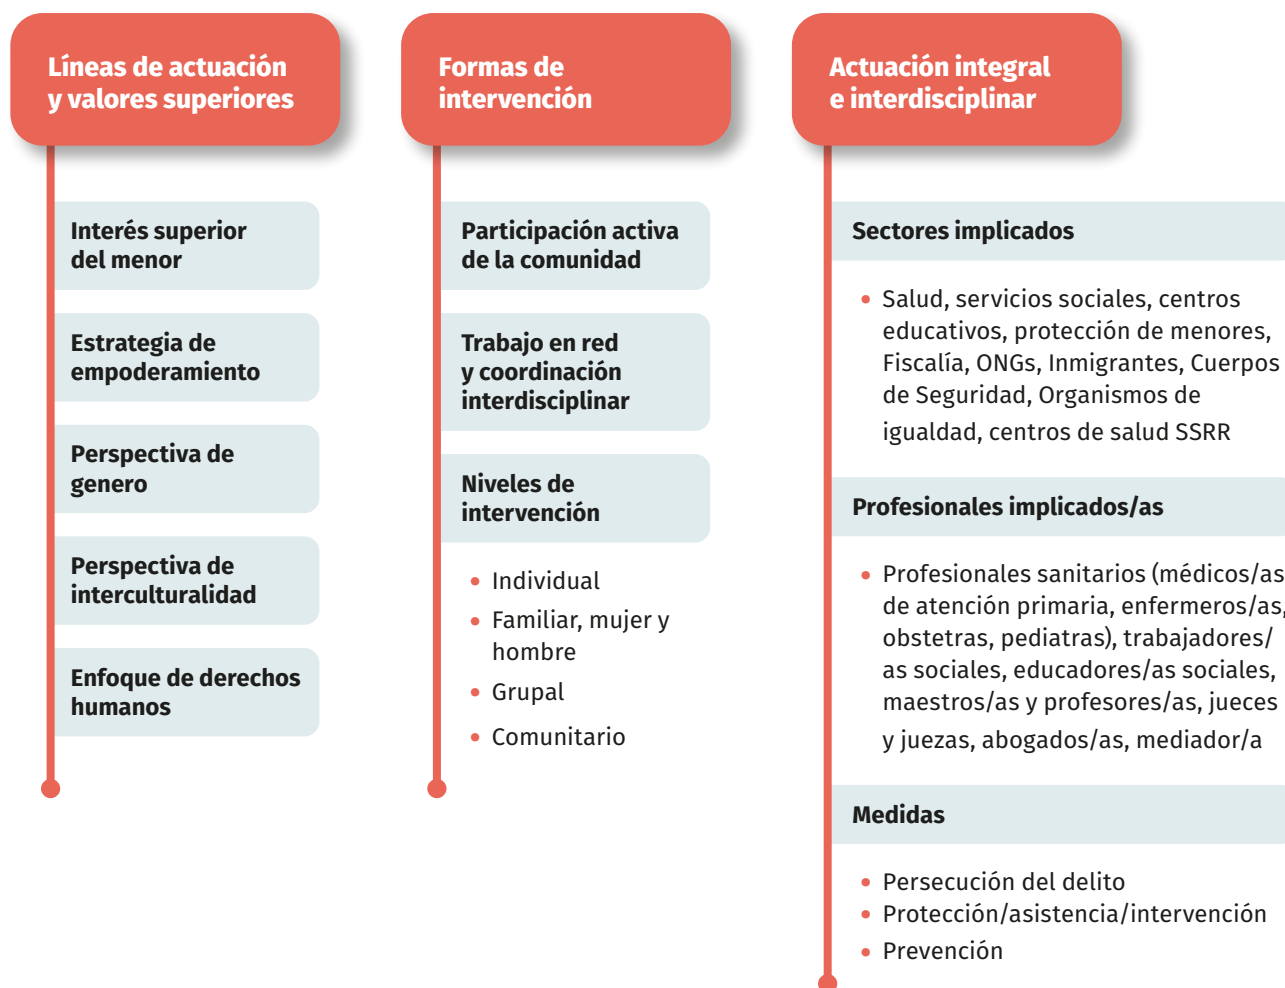 Líneas de actuación
y valores superiores
Interés superior
del menor
Estrategia de
empoderamiento
Perspectiva de
genero
Perspectiva de
interculturalidad
Enfoque de derechos
humanos
Formas de
intervención
Participación activa
de la comunidad
Trabajo en red
y coordinación
interdisciplinar
Niveles de
intervención
• Individual
• Familiar, mujer y
hombre
• Grupal
• Comunitario
Actuación integral
e interdisciplinar
Sectores implicados
• Salud, servicios sociales, centros
educativos, protección de menores,
Fiscalía, ONGs, Inmigrantes, Cuerpos
de Seguridad, Organismos de
igualdad, centros de salud SSRR
Profesionales implicados/as
• Profesionales sanitarios (médicos/as
de atención primaria, enfermeros/as,
obstetras, pediatras), trabajadores/
as sociales, educadores/as sociales,
maestros/as y profesores/as, jueces
y juezas, abogados/as, mediador/a
Medidas
• Persecución del delito
• Protección/asistencia/intervención
• Prevención